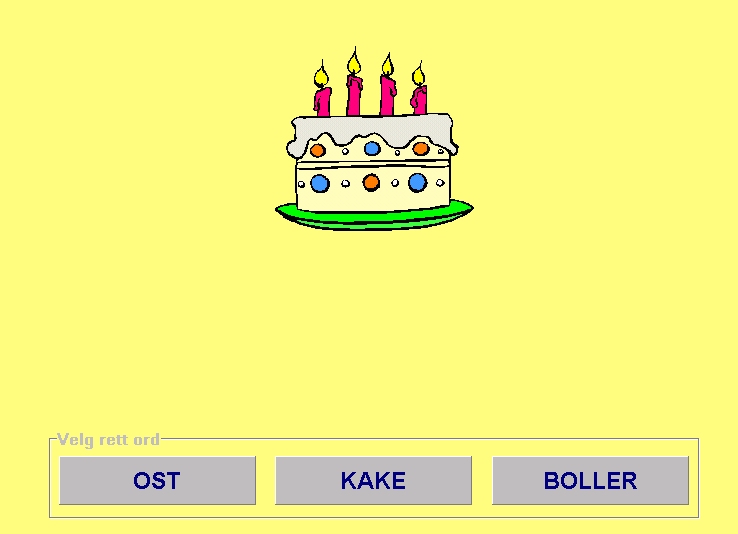 Velg rett ord
OST
KAKE
BOLLER